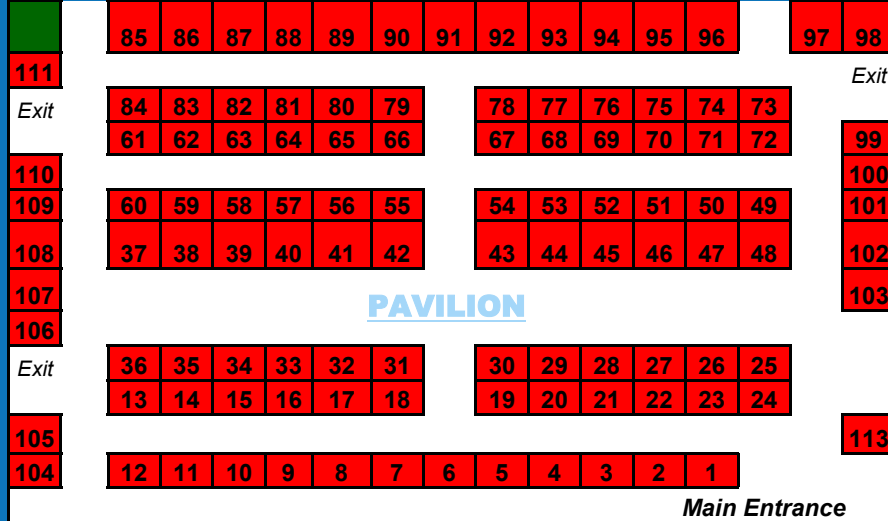 85 86 87 88 89 90 91 92 93 94 95 96 97 98
111 Exit
Exit 84 83 82 81 80 79 78 77 76 75 74 73
61 62 63 64 65 66 67 68 69 70 71 72 99
110 100
109 60 59 58 57 56 55 54 53 52 51 50 49 101
108 37 38 39 40 41 42 43 44 45 46 47 48 102
107 PAVILION 103
106
Exit 36 35 34 33 32 31 30 29 28 27 26 25
13 14 15 16 17 18 19 20 21 22 23 24
105 113
104 12 11 10 9 8 7 6 5 4 3 2 1
Main Entrance